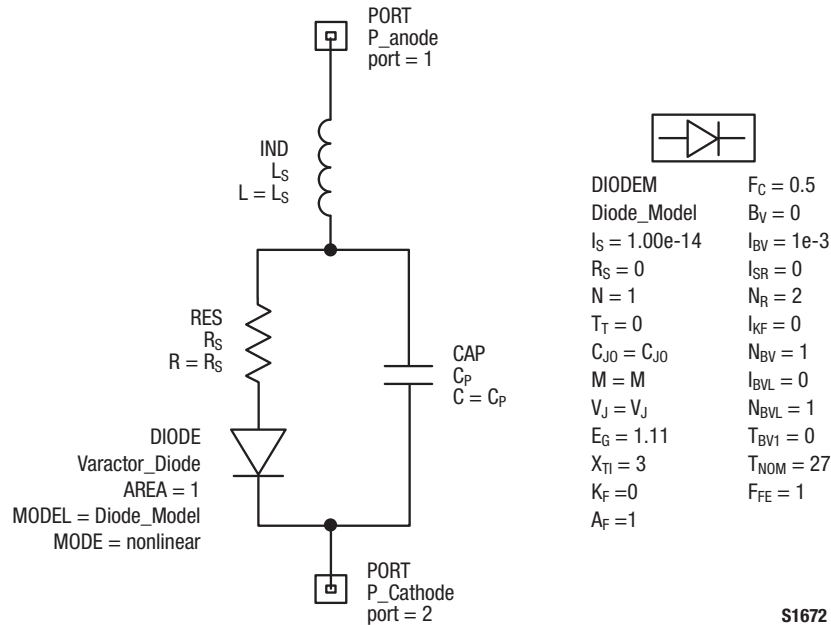 PORT
P_anode
port = 1
IND
LS
L = LS
RES
RS
R = RS
CAP
CP
C = CP
DIODE
Varactor_Diode
AREA = 1
MODEL = Diode_Model
MODE = nonlinear
PORT
P_Cathode
port = 2
DIODEM
Diode_Model
IS = 1.00e-14
RS = 0
N = 1
TT = 0
CJ0 = CJ0
M = M
VJ = VJ
EG = 1.11
XTI = 3
KF =0
AF =1
FC = 0.5
BV = 0
IBV = 1e-3
ISR = 0
NR = 2
IKF = 0
NBV = 1
IBVL = 0
NBVL = 1
TBV1 = 0
TNOM = 27
FFE = 1
S1672